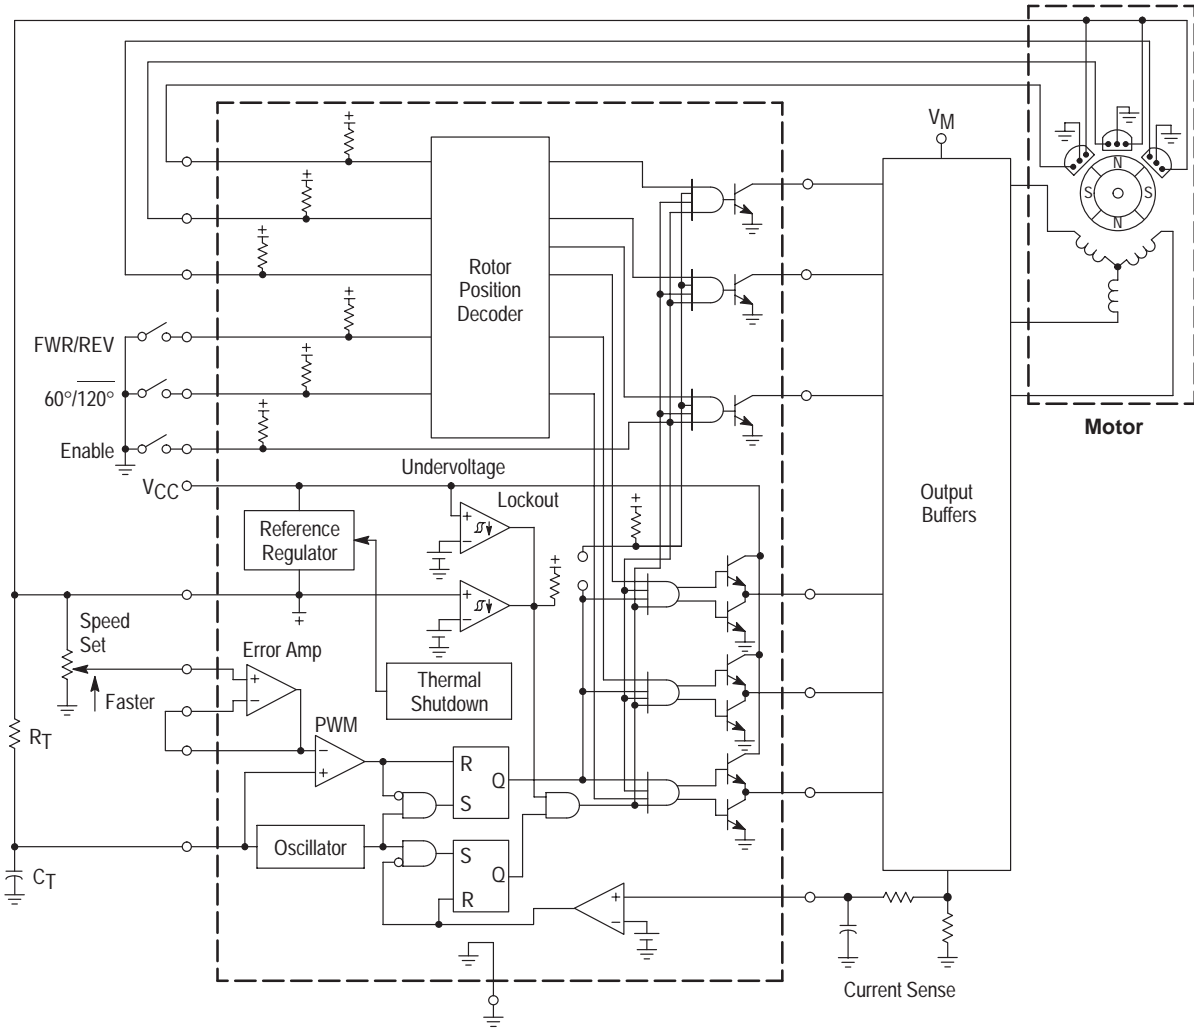 VM
N
S
S
N
Rotor
Position
Decoder
FWR/REV
60°/120°
Enable
Motor
Undervoltage
VCC
Lockout
Output
Buffers
Reference
Regulator
+
-
+
-
Speed
Set
Error Amp
Faster
+
-
Thermal
Shutdown
RT
PWM
-
+
R
Q
S
Oscillator
S
Q
R
CT
+
-
Current Sense